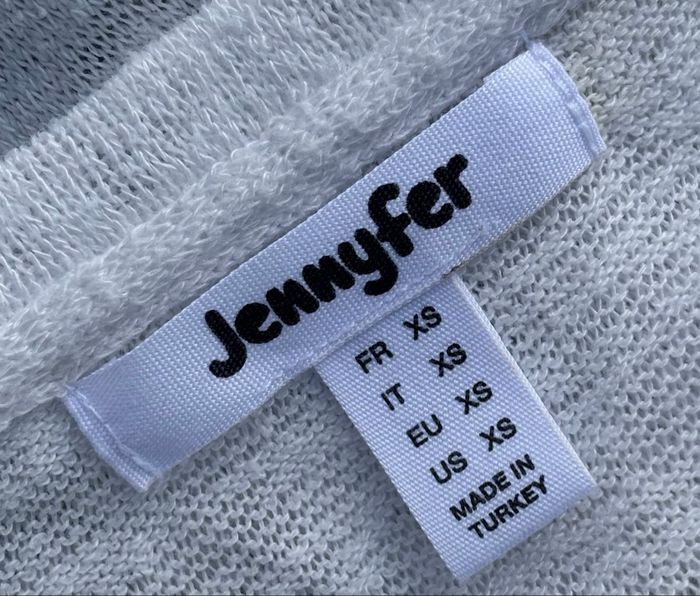 Jennyfer
FR XS
IT XS
EU XS
US XS
MADE IN
TURKEY